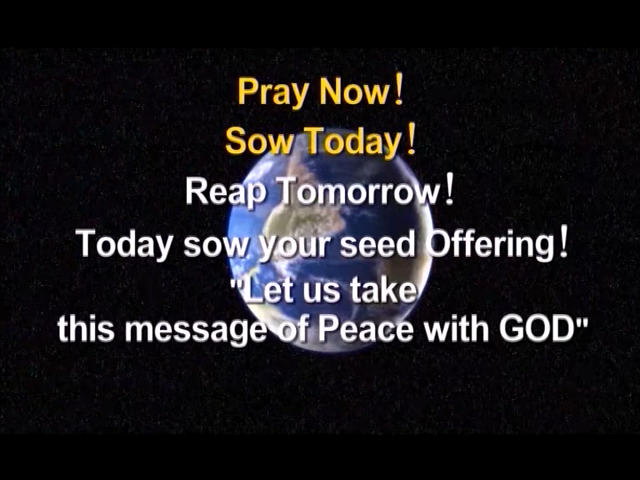 Pray Now!
Sow Today!
Reap Tomorrow!
Today sow your seed Offering!
"Let us take
this message of Peace with GOD"